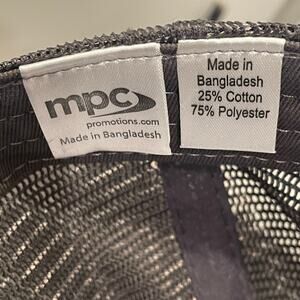 mpc
promotions.com
Made in Bangladesh
Made in
Bangladesh
25% Cotton
75% Polyester